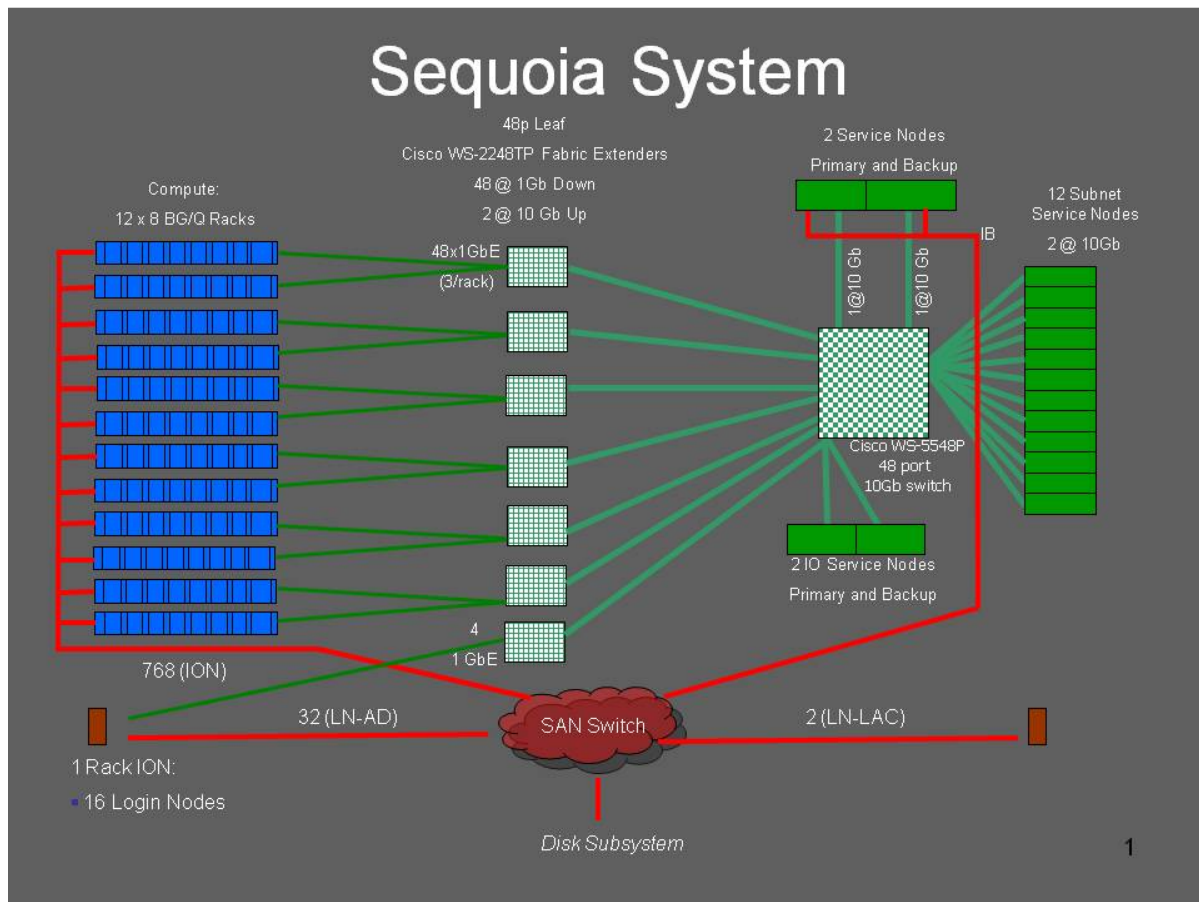 Sequoia System
48p Leaf
Cisco WS-2248TP Fabric Extenders
48 @ 1Gb Down
2 @ 10 Gb Up
2 Service Nodes
Primary and Backup
Compute:
12 x 8 BG/Q Racks
12 Subnet
Service Nodes
2 @ 10Gb
IB
48x1GbE
(3/rack)
1@10 Gb
1@10 Gb
Cisco WS-5548P
48 port
10Gb switch
2 IO Service Nodes
Primary and Backup
4
1 GbE
768 (ION)
32 (LN-AD)
SAN Switch
2 (LN-LAC)
1 Rack ION:
▪ 16 Login Nodes
Disk Subsystem
1